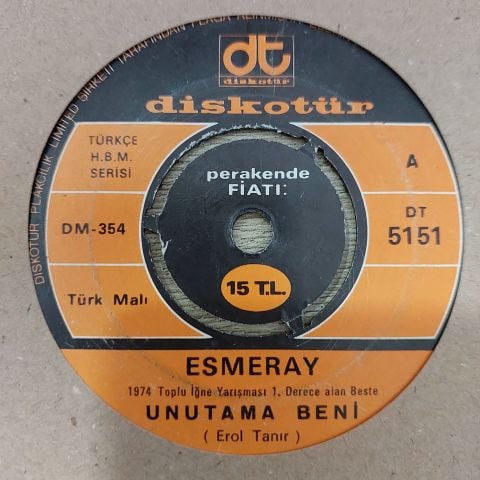 DİSKOTÜR PLAKÇILIK LİMİTED ŞİRKETİ TARAFINDAN PLAĞA ALINMIŞ
dt
diskotür
diskotür
TÜRKÇE
H.B.M.
SERİSİ
perakende
FİATI:
A
DM-354
DT
5151
Türk Malı
15 T.L.
ESMERAY
1974 Toplu İğne Yarışması 1. Derece alan Beste
UNUTAMA BENİ
( Erol Tanır )